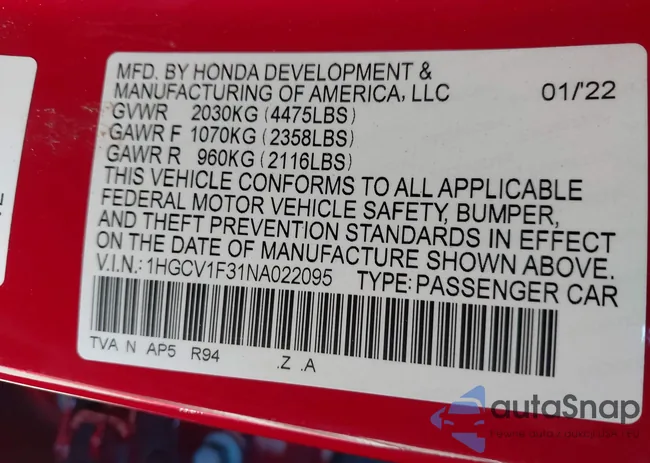 MFD. BY HONDA DEVELOPMENT &
MANUFACTURING OF AMERICA, LLC 01/'22
GVWR 2030KG (4475LBS)
GAWR F 1070KG (2358LBS)
GAWR R 960KG (2116LBS)
THIS VEHICLE CONFORMS TO ALL APPLICABLE
FEDERAL MOTOR VEHICLE SAFETY, BUMPER,
AND THEFT PREVENTION STANDARDS IN EFFECT
ON THE DATE OF MANUFACTURE SHOWN ABOVE.
V.I.N.: 1HGCV1F31NA022095 TYPE: PASSENGER CAR
TVA N AP5 R94 .Z .A
autaSnap